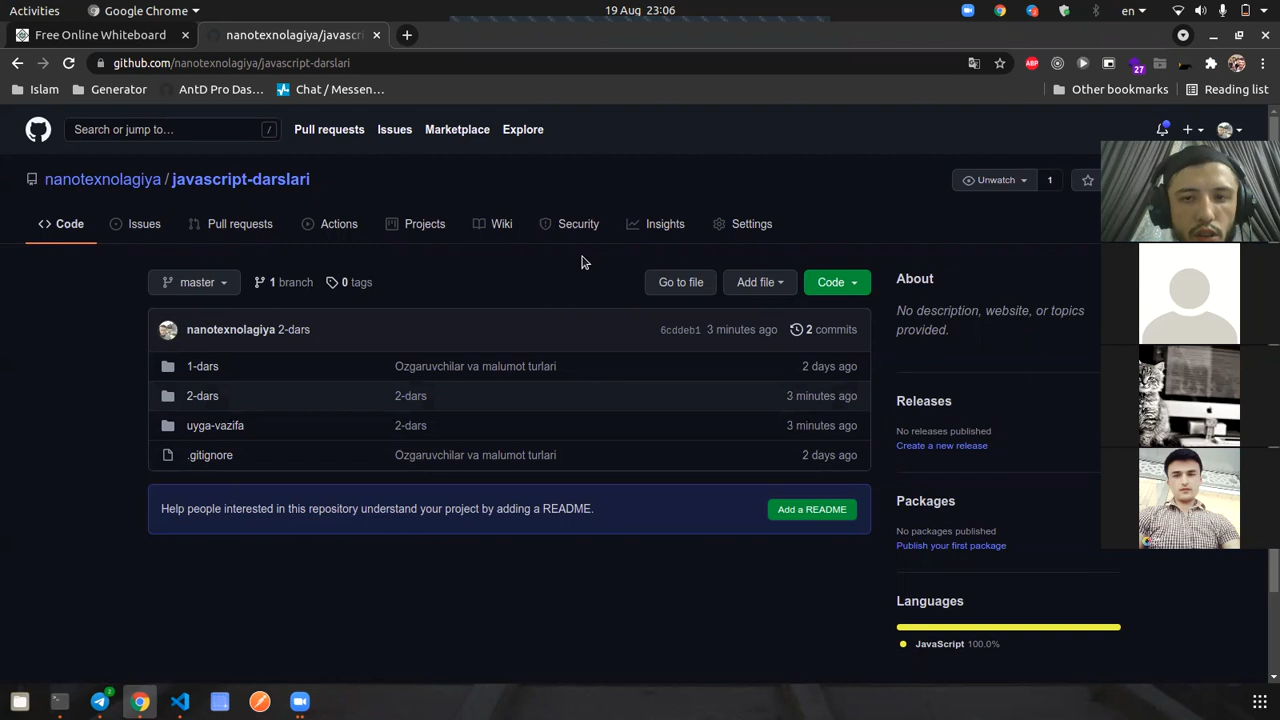 Activities Google Chrome 19 Aug 23:06 en
Free Online Whiteboard nanotexnolagiya/javascri
github.com/nanotexnolagiya/javascript-darslari ABP 27
Islam Generator AntD Pro Das... Chat / Messen... Other bookmarks Reading list
Search or jump to... / Pull requests Issues Marketplace Explore
nanotexnolagiya / javascript-darslari Unwatch 1
Code Issues Pull requests Actions Projects Wiki Security Insights Settings
master 1 branch 0 tags Go to file Add file Code
About
No description, website, or topics
provided.
nanotexnolagiya 2-dars 6cddeb1 3 minutes ago 2 commits
1-dars Ozgaruvchilar va malumot turlari 2 days ago
2-dars 2-dars 3 minutes ago
uyga-vazifa 2-dars 3 minutes ago
.gitignore Ozgaruvchilar va malumot turlari 2 days ago
Help people interested in this repository understand your project by adding a README. Add a README
Releases
No releases published
Create a new release
Packages
No packages published
Publish your first package
Languages
JavaScript 100.0%
2